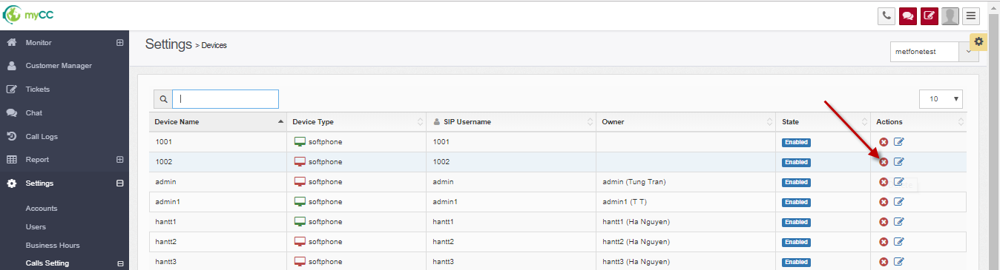 myCC
Monitor
Customer Manager
Tickets
Chat
Call Logs
Report
Settings
Accounts
Users
Business Hours
Calls Setting
Settings > Devices
metfonetest
10
Device Name Device Type SIP Username Owner State Actions
1001 softphone 1001 Enabled
1002 softphone 1002 Enabled
admin softphone admin admin (Tung Tran) Enabled
admin1 softphone admin1 admin1 (T T) Enabled
hantt1 softphone hantt1 hantt1 (Ha Nguyen) Enabled
hantt2 softphone hantt2 hantt2 (Ha Nguyen) Enabled
hantt3 softphone hantt3 hantt3 (Ha Nguyen) Enabled